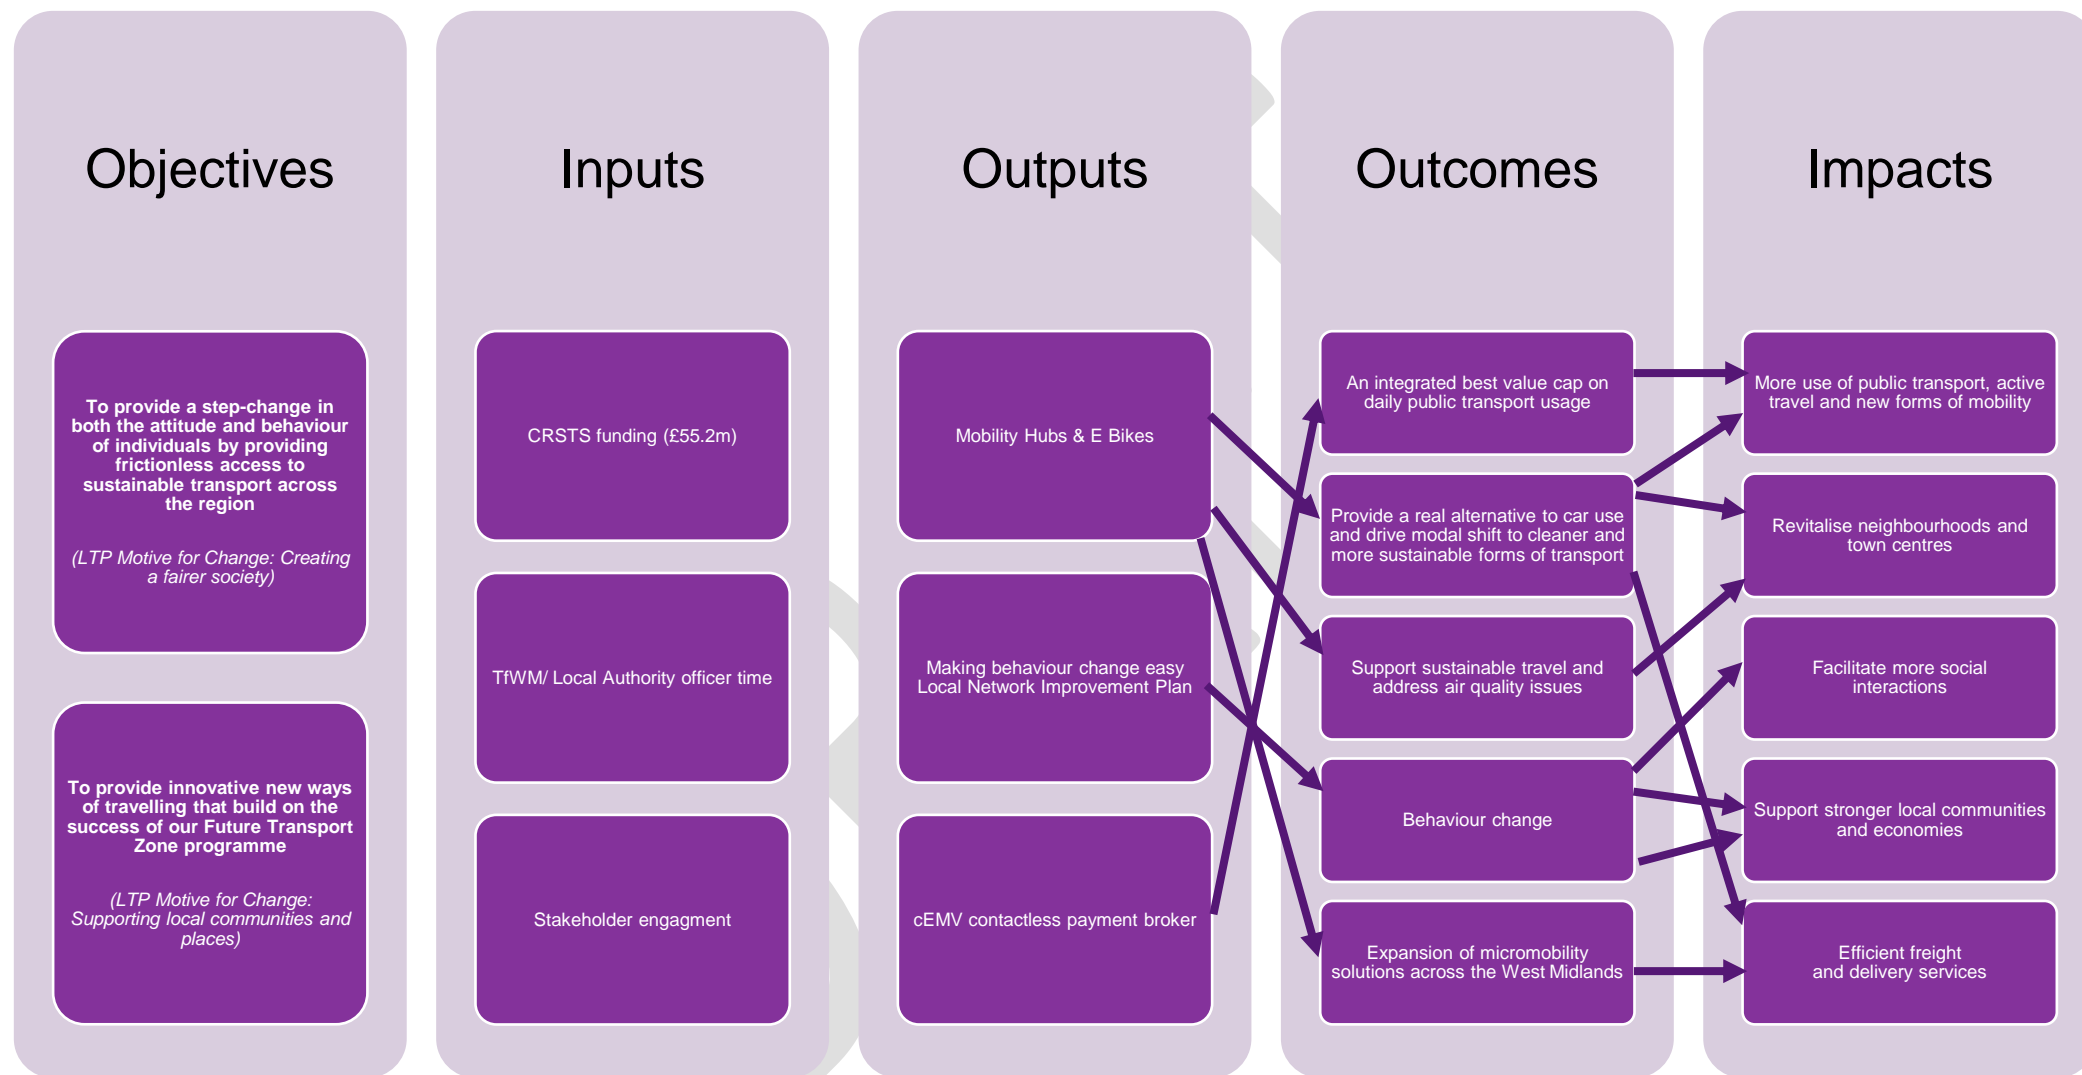 Objectives
To provide a step-change in
both the attitude and behaviour
of individuals by providing
frictionless access to
sustainable transport across
the region
(LTP Motive for Change: Creating
a fairer society)
To provide innovative new ways
of travelling that build on the
success of our Future Transport
Zone programme
(LTP Motive for Change:
Supporting local communities and
places)
Inputs
CRSTS funding (£55.2m)
TfWM/ Local Authority officer time
Stakeholder engagment
Outputs
Mobility Hubs & E Bikes
Making behaviour change easy
Local Network Improvement Plan
cEMV contactless payment broker
Outcomes
An integrated best value cap on
daily public transport usage
Provide a real alternative to car use
and drive modal shift to cleaner and
more sustainable forms of transport
Support sustainable travel and
address air quality issues
Behaviour change
Expansion of micromobility
solutions across the West Midlands
Impacts
More use of public transport, active
travel and new forms of mobility
Revitalise neighbourhoods and
town centres
Facilitate more social
interactions
Support stronger local communities
and economies
Efficient freight
and delivery services